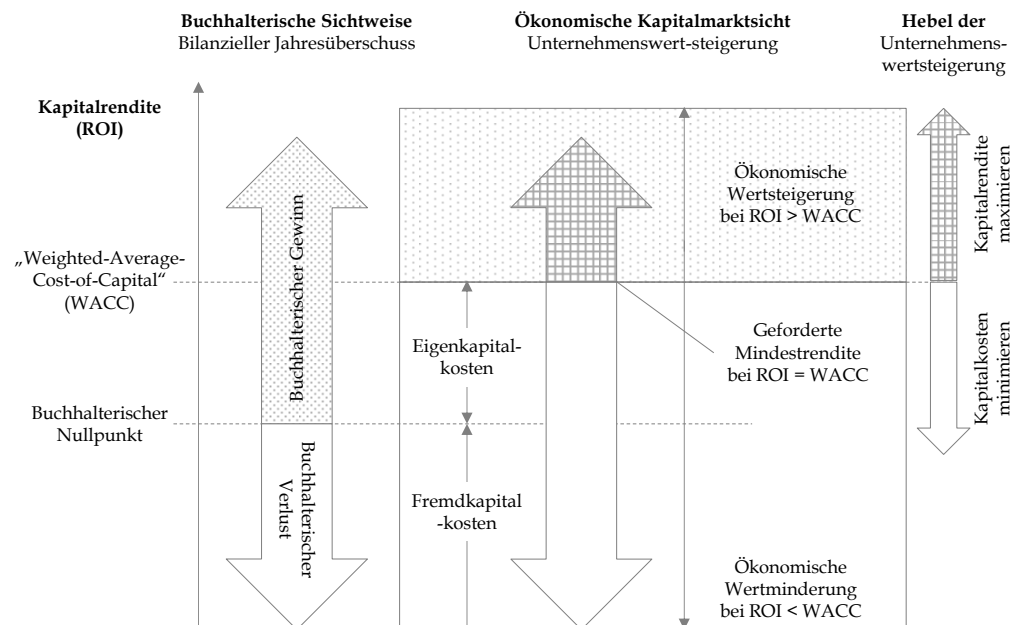 Buchhalterische Sichtweise
Bilanzieller Jahresüberschuss
Ökonomische Kapitalmarktsicht
Unternehmenswert-steigerung
Hebel der
Unternehmens-
wertsteigerung
Kapitalrendite
(ROI)
„Weighted-Average-
Cost-of-Capital“
(WACC)
Buchhalterischer
Nullpunkt
Buchhalterischer Gewinn
Buchhalterischer
Verlust
Eigenkapital-
kosten
Fremdkapital
-kosten
Ökonomische
Wertsteigerung
bei ROI > WACC
Geforderte
Mindestrendite
bei ROI = WACC
Ökonomische
Wertminderung
bei ROI < WACC
Kapitalrendite
maximieren
Kapitalkosten
minimieren